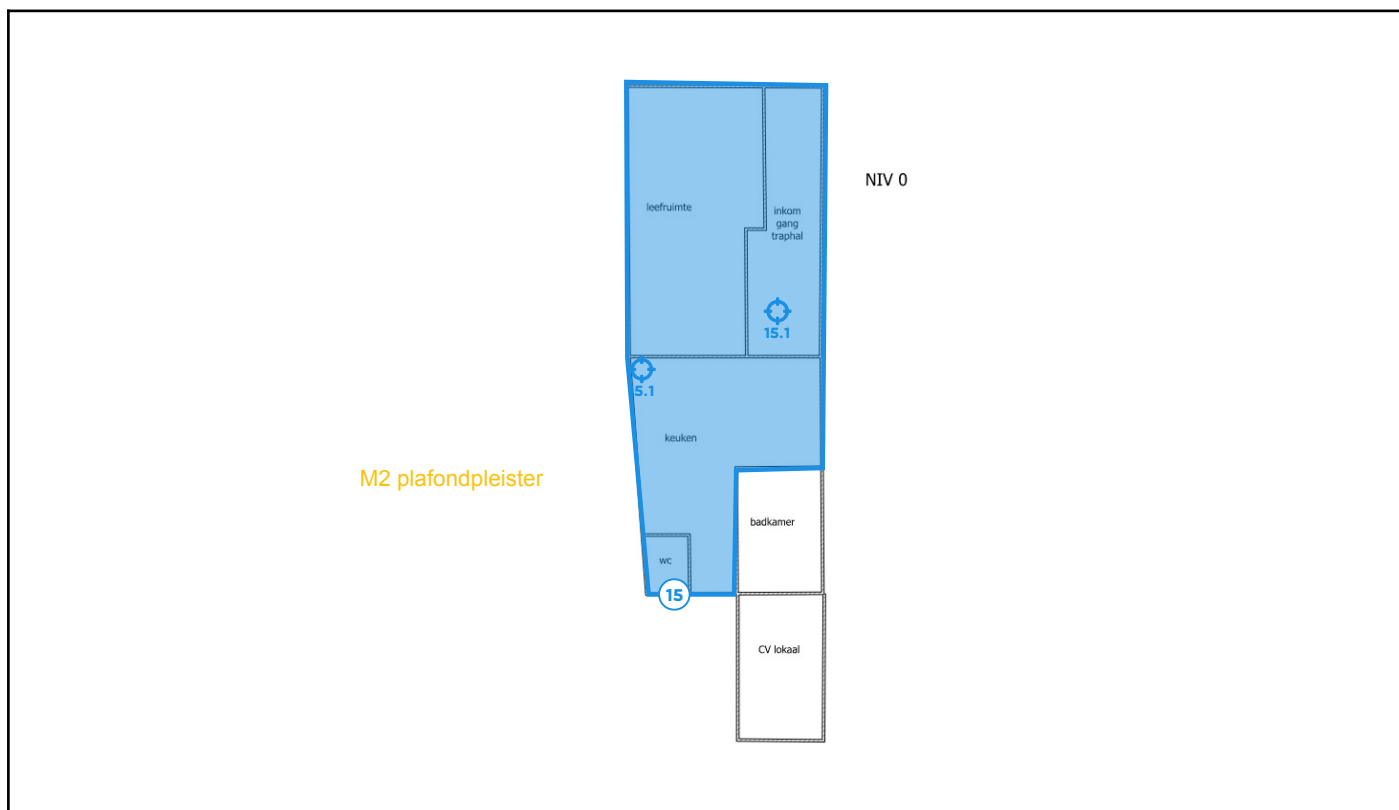 NIV 0
leefruimte
inkom
gang
traphal
15.1
5.1
keuken
M2 plafondpleister
badkamer
wc
15
CV lokaal